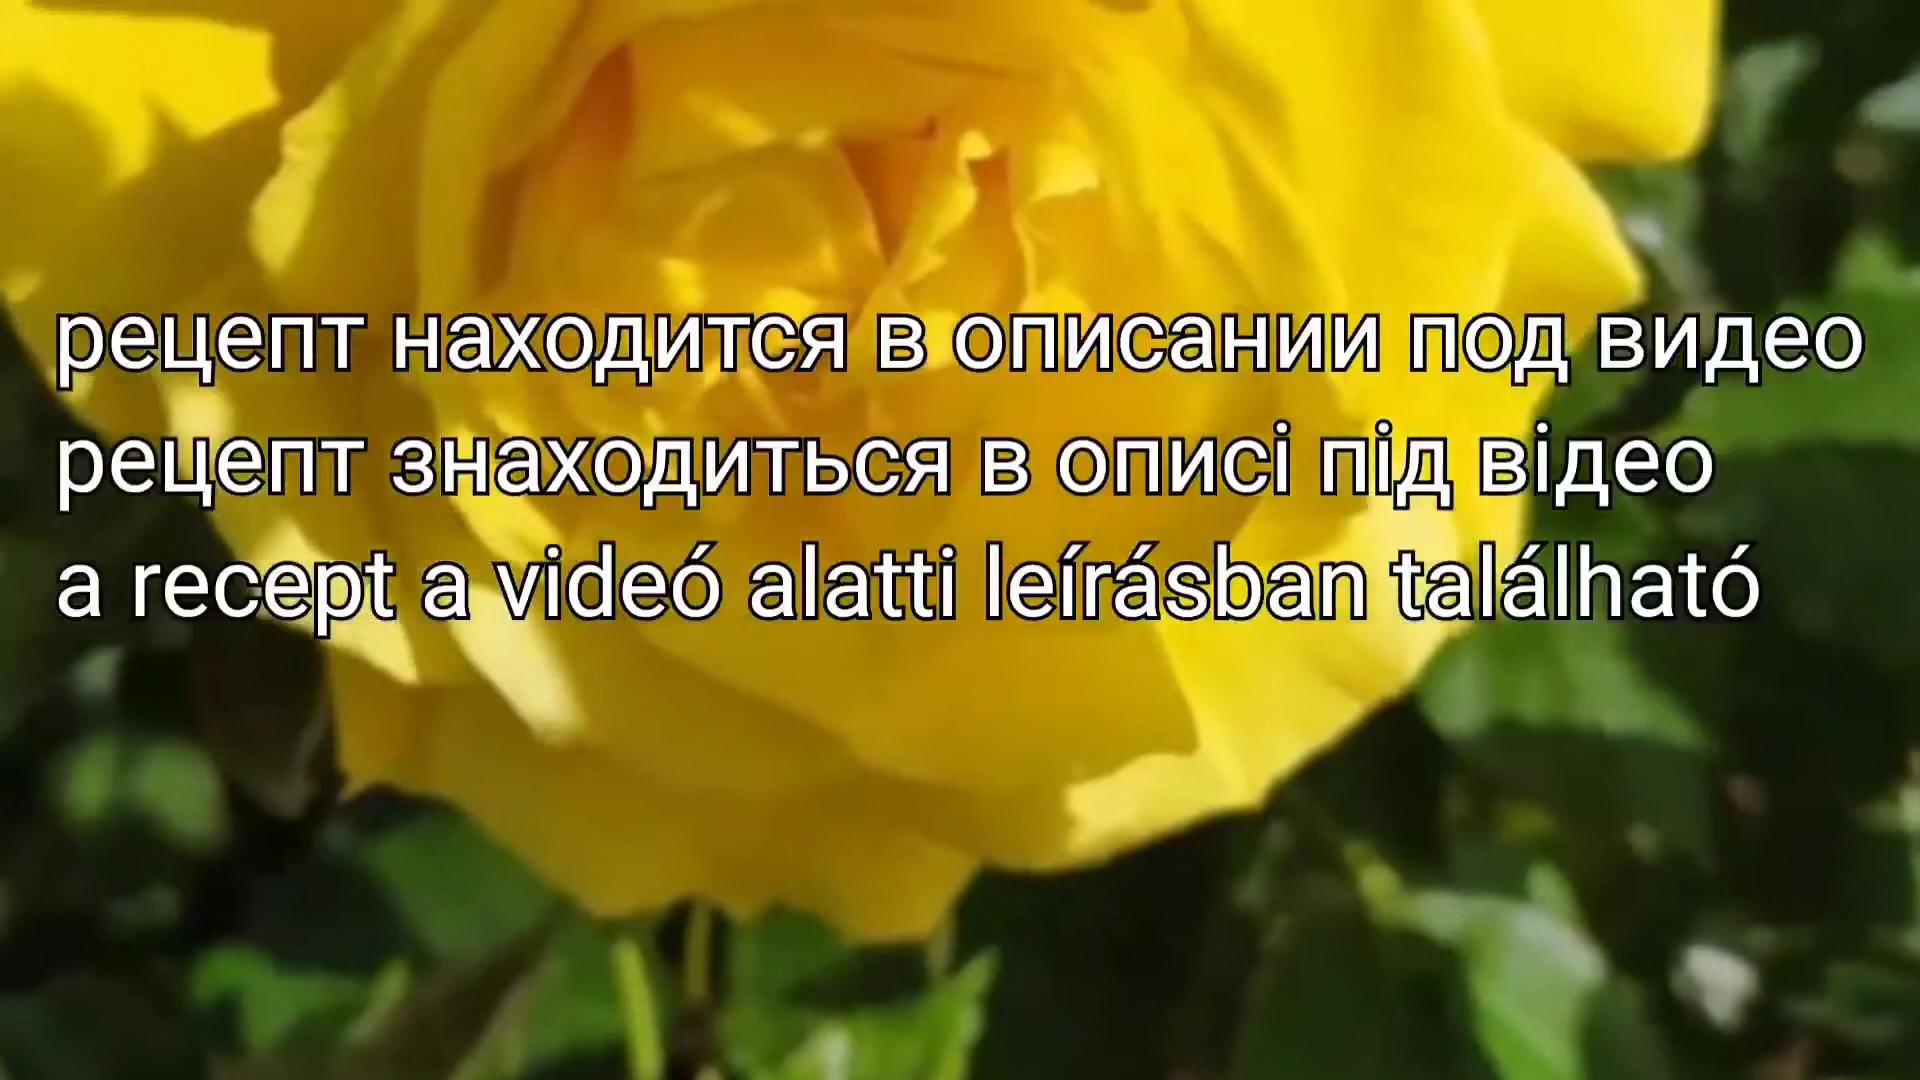 рецепт находится в описании под видео
рецепт знаходиться в описі під відео
a recept a videó alatti leírásban található